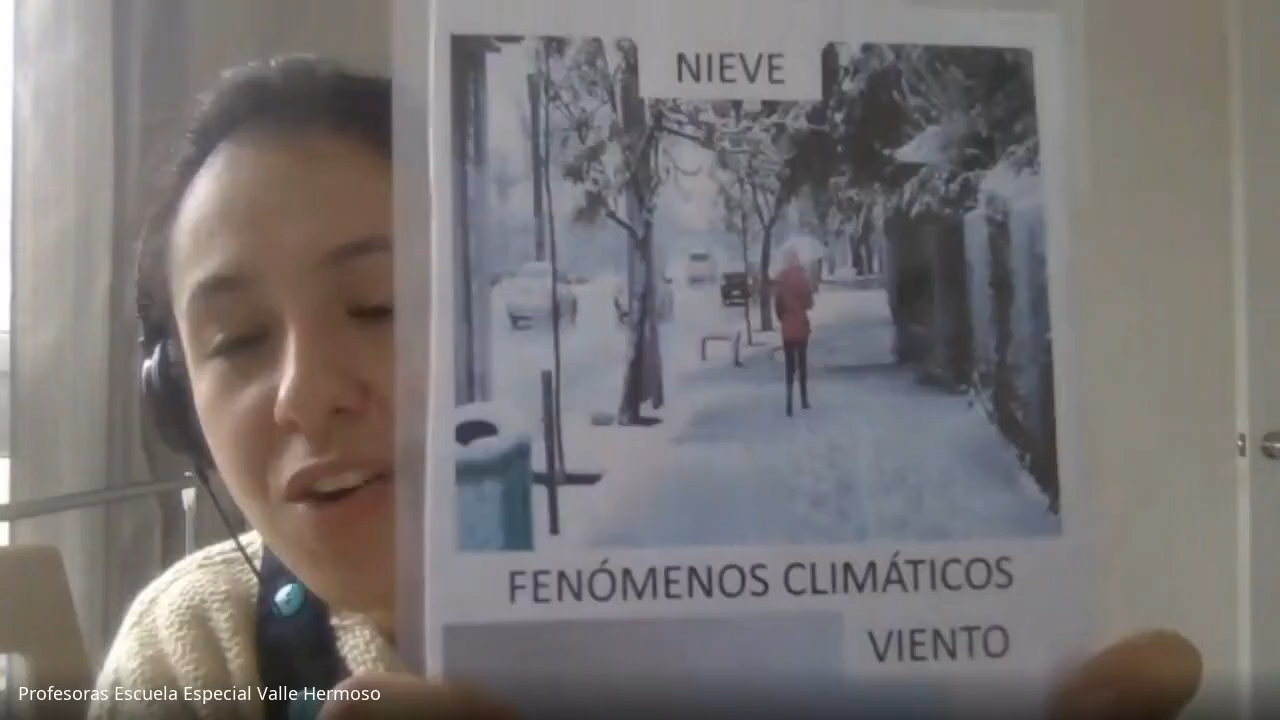 NIEVE
FENÓMENOS CLIMÁTICOS
VIENTO
Profesoras Escuela Especial Valle Hermoso